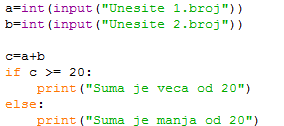 a=int(input("Unesite 1.broj"))
b=int(input("Unesite 2.broj"))
c=a+b
if c >= 20:
    print("Suma je veca od 20")
else:
    print("Suma je manja od 20")